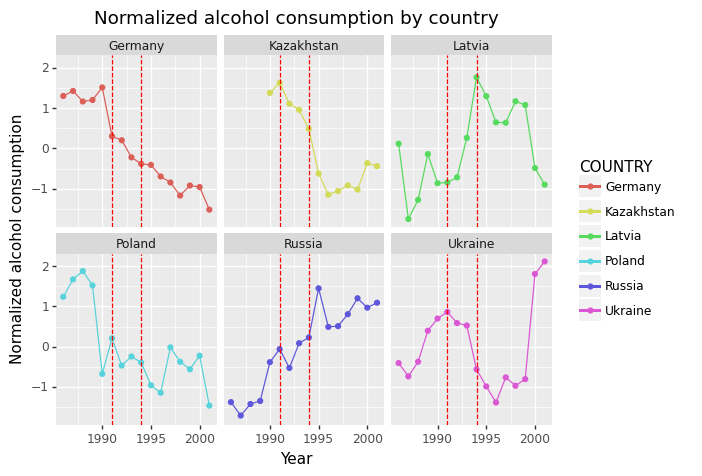 Normalized alcohol consumption by country
Germany
Kazakhstan
Latvia
2
1
0
−1
Poland
Russia
Ukraine
2
1
0
−1
1990
1995
2000
1990
1995
2000
1990
1995
2000
Year
Normalized alcohol consumption
COUNTRY
Germany
Kazakhstan
Latvia
Poland
Russia
Ukraine